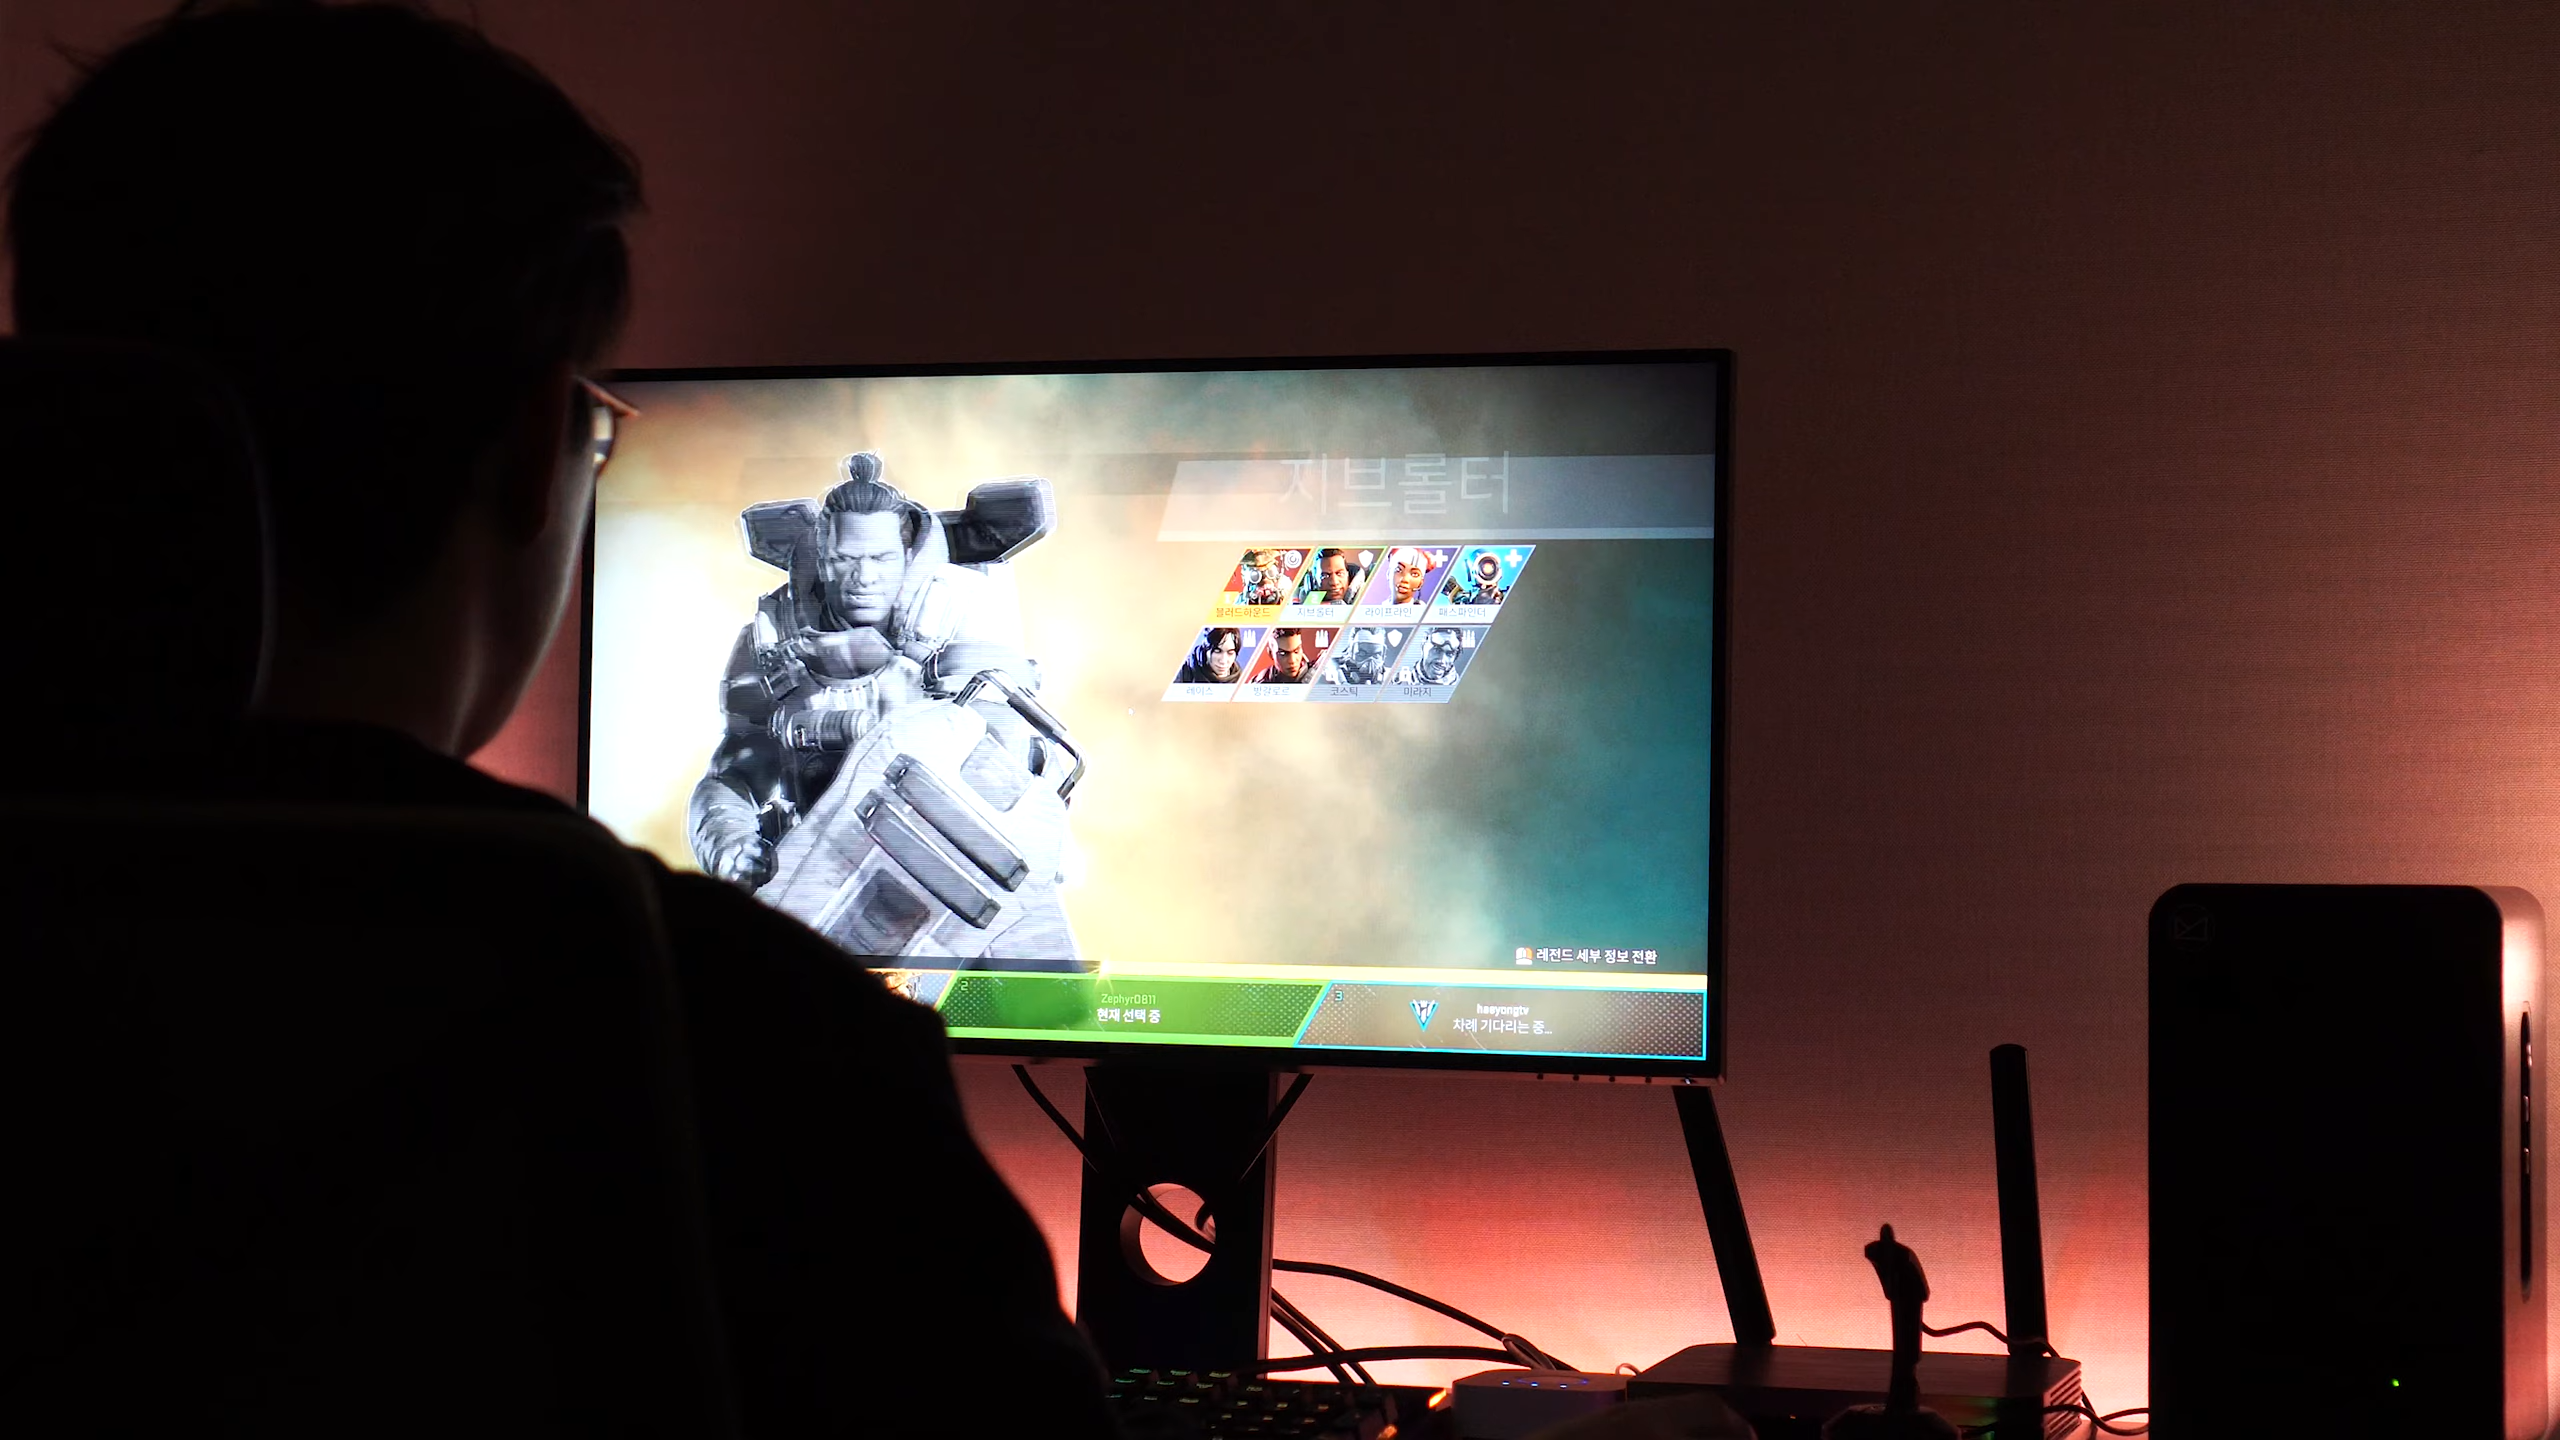 지브롤터
블러드하운드 지브롤터 라이프라인 패스파인더
레이스 방갈로르 코스틱 미라지
레전드 세부 정보 전환
2
Zephyr0811
현재 선택 중
3
haeyongtv
차례 기다리는 중...